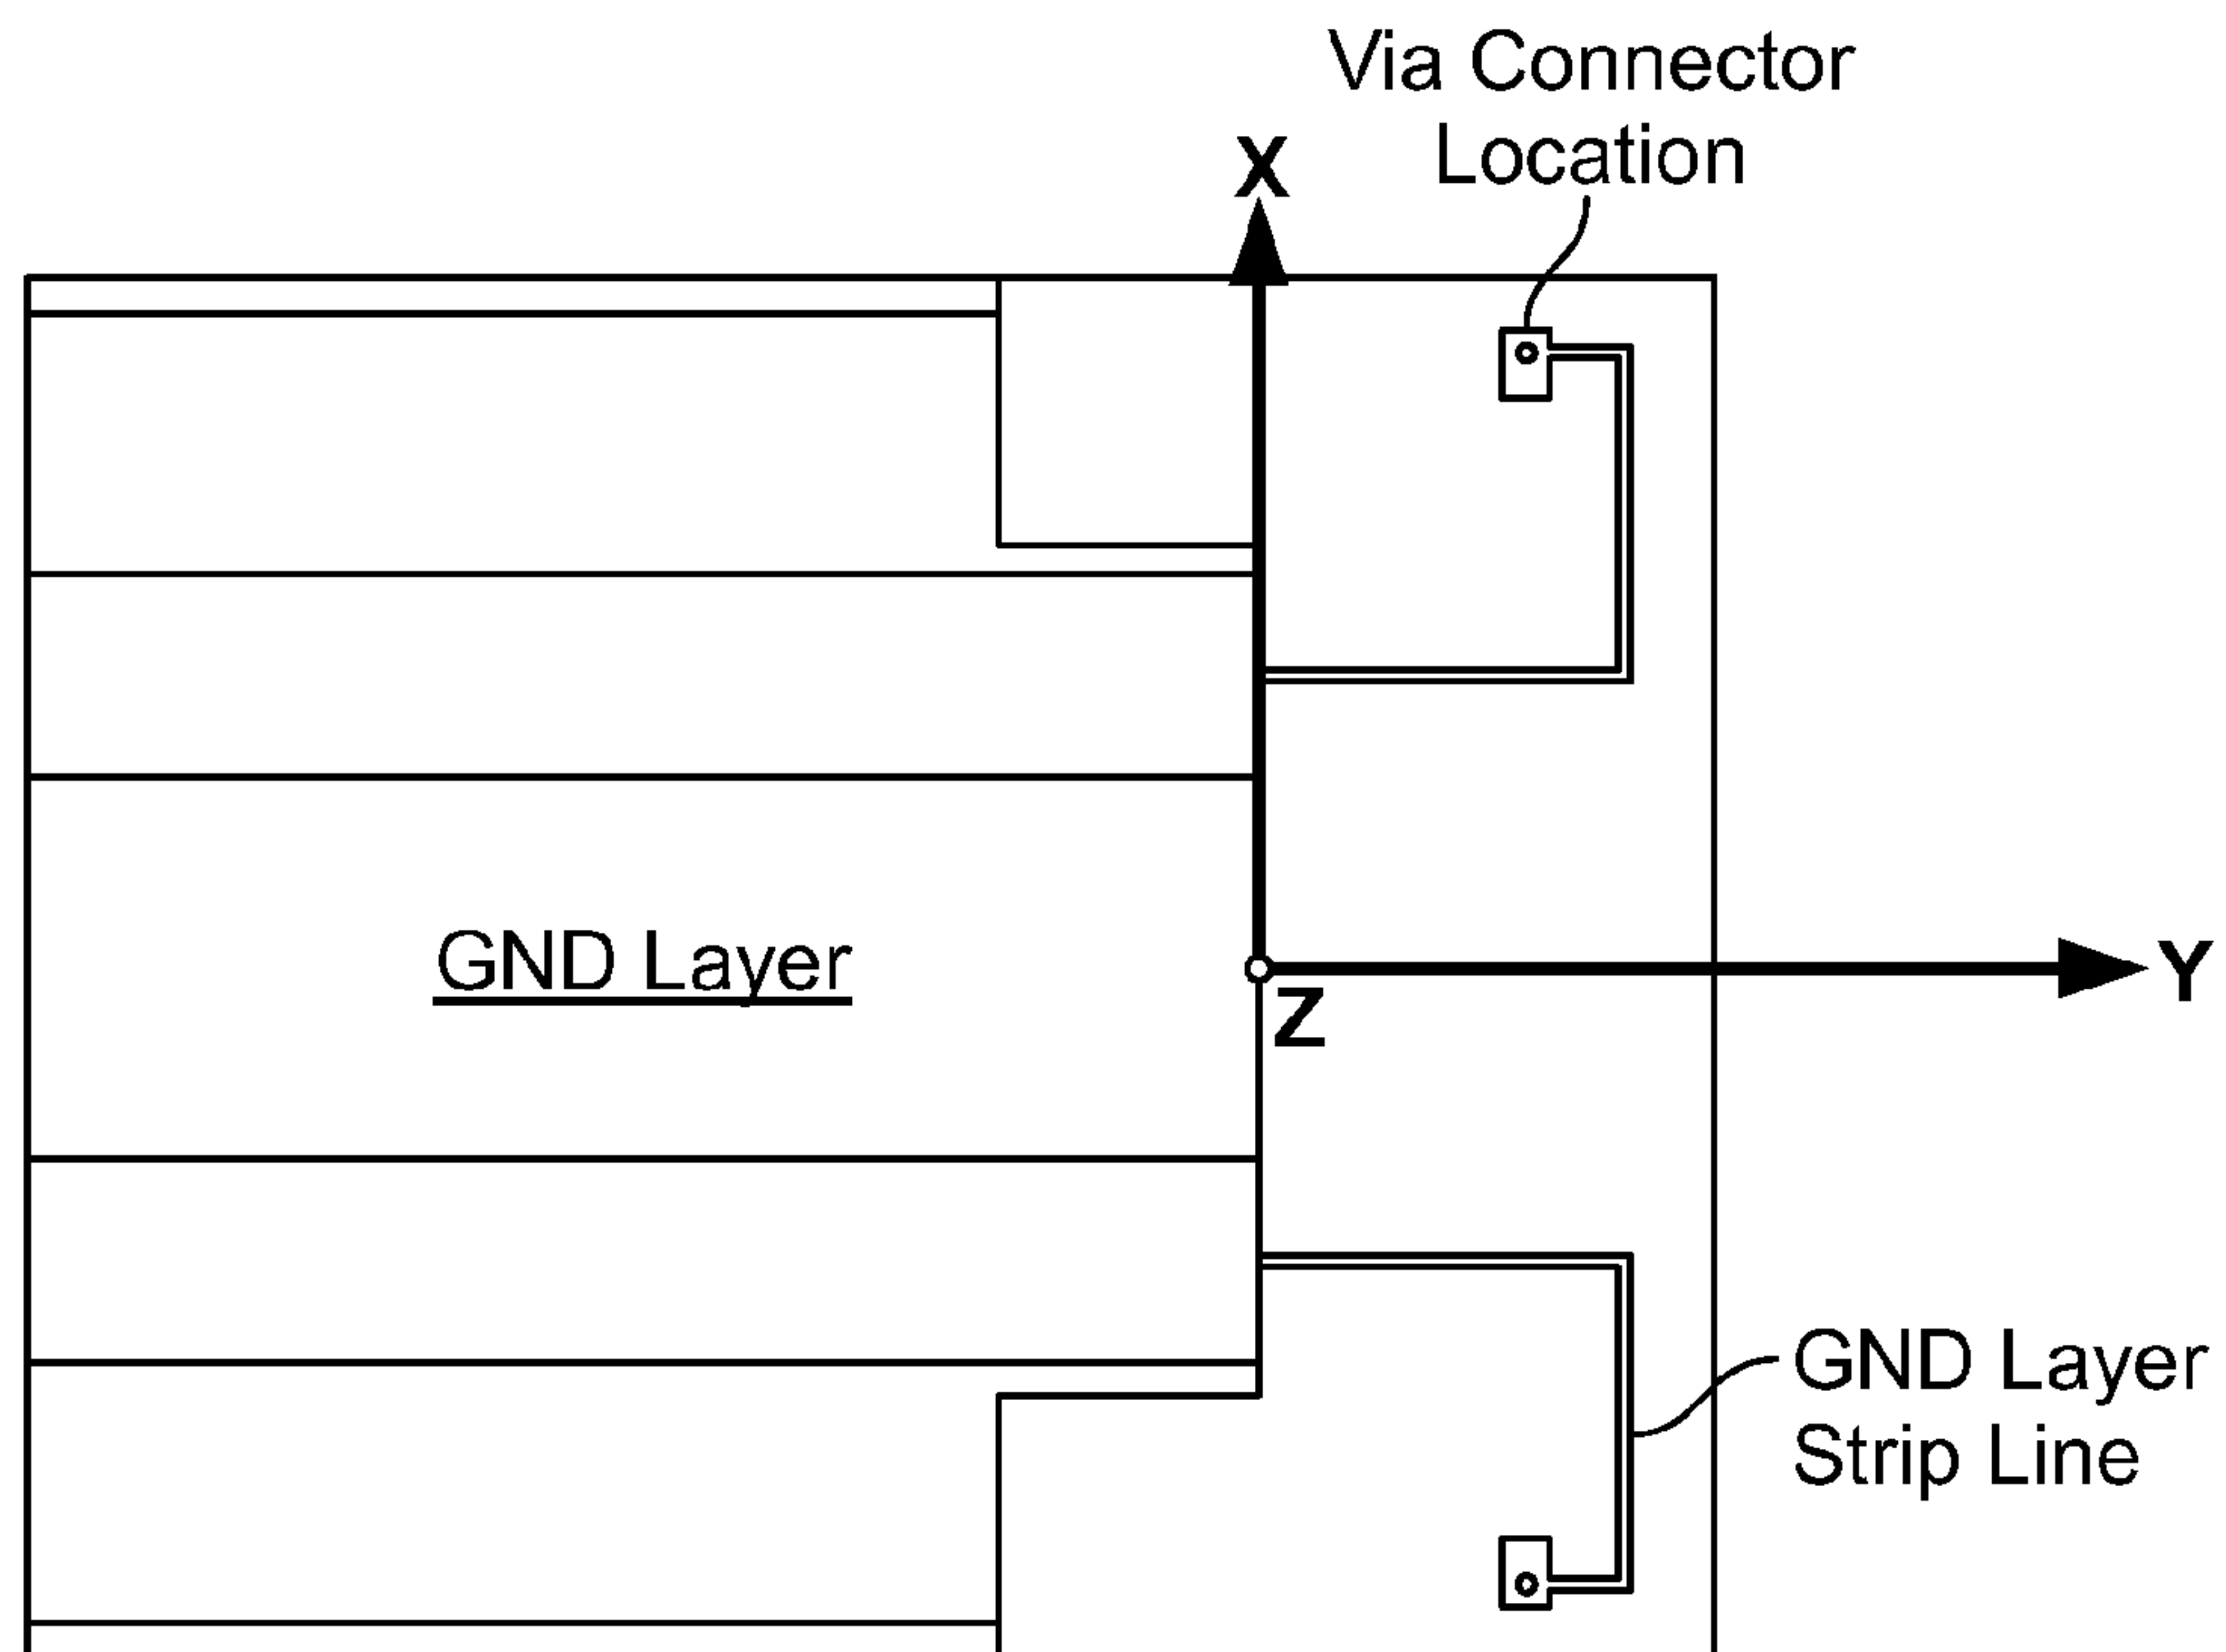 Via Connector
Location
X
GND Layer
Y
Z
GND Layer
Strip Line